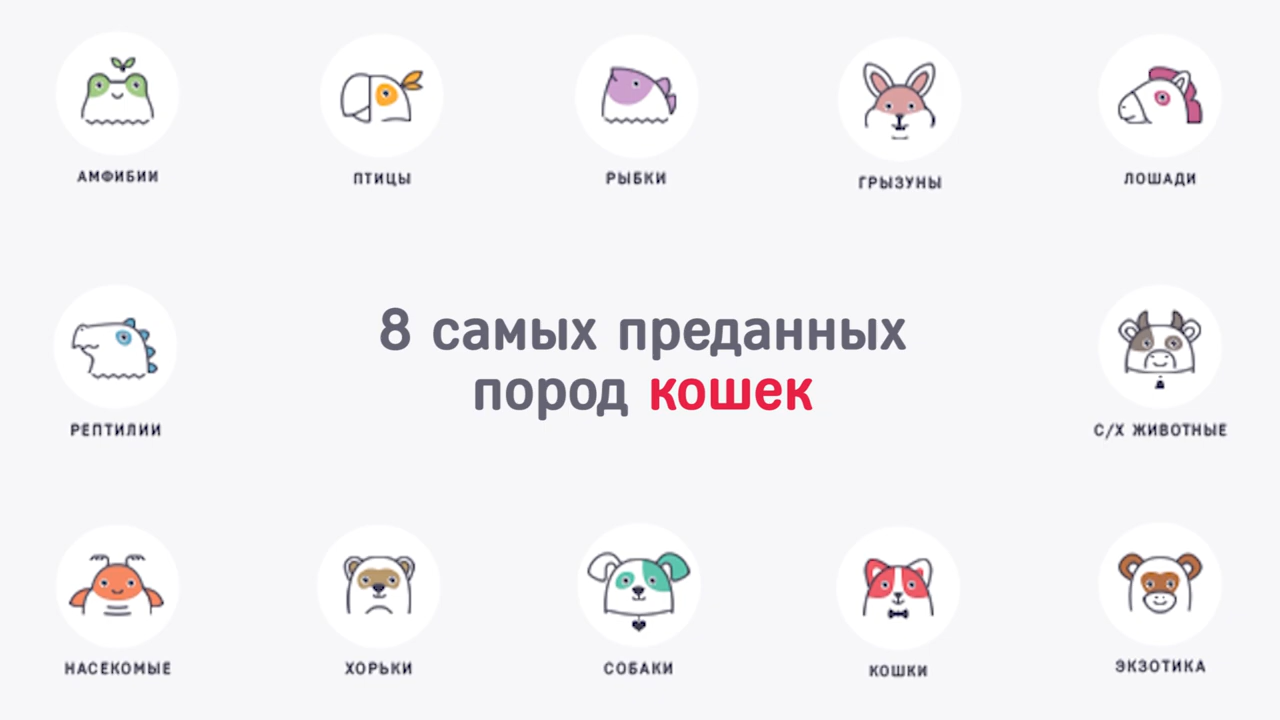 АМФИБИИ
ПТИЦЫ
РЫБКИ
ГРЫЗУНЫ
ЛОШАДИ
8 самых преданных
пород кошек
РЕПТИЛИИ
С/Х ЖИВОТНЫЕ
НАСЕКОМЫЕ
ХОРЬКИ
СОБАКИ
КОШКИ
ЭКЗОТИКА